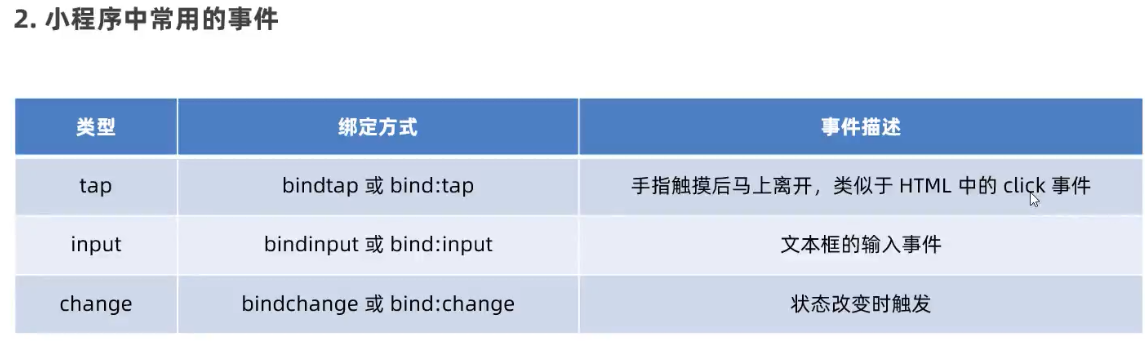 2. 小程序中常用的事件
类型 绑定方式 事件描述
tap bindtap 或 bind:tap 手指触摸后马上离开，类似于 HTML 中的 click 事件
input bindinput 或 bind:input 文本框的输入事件
change bindchange 或 bind:change 状态改变时触发